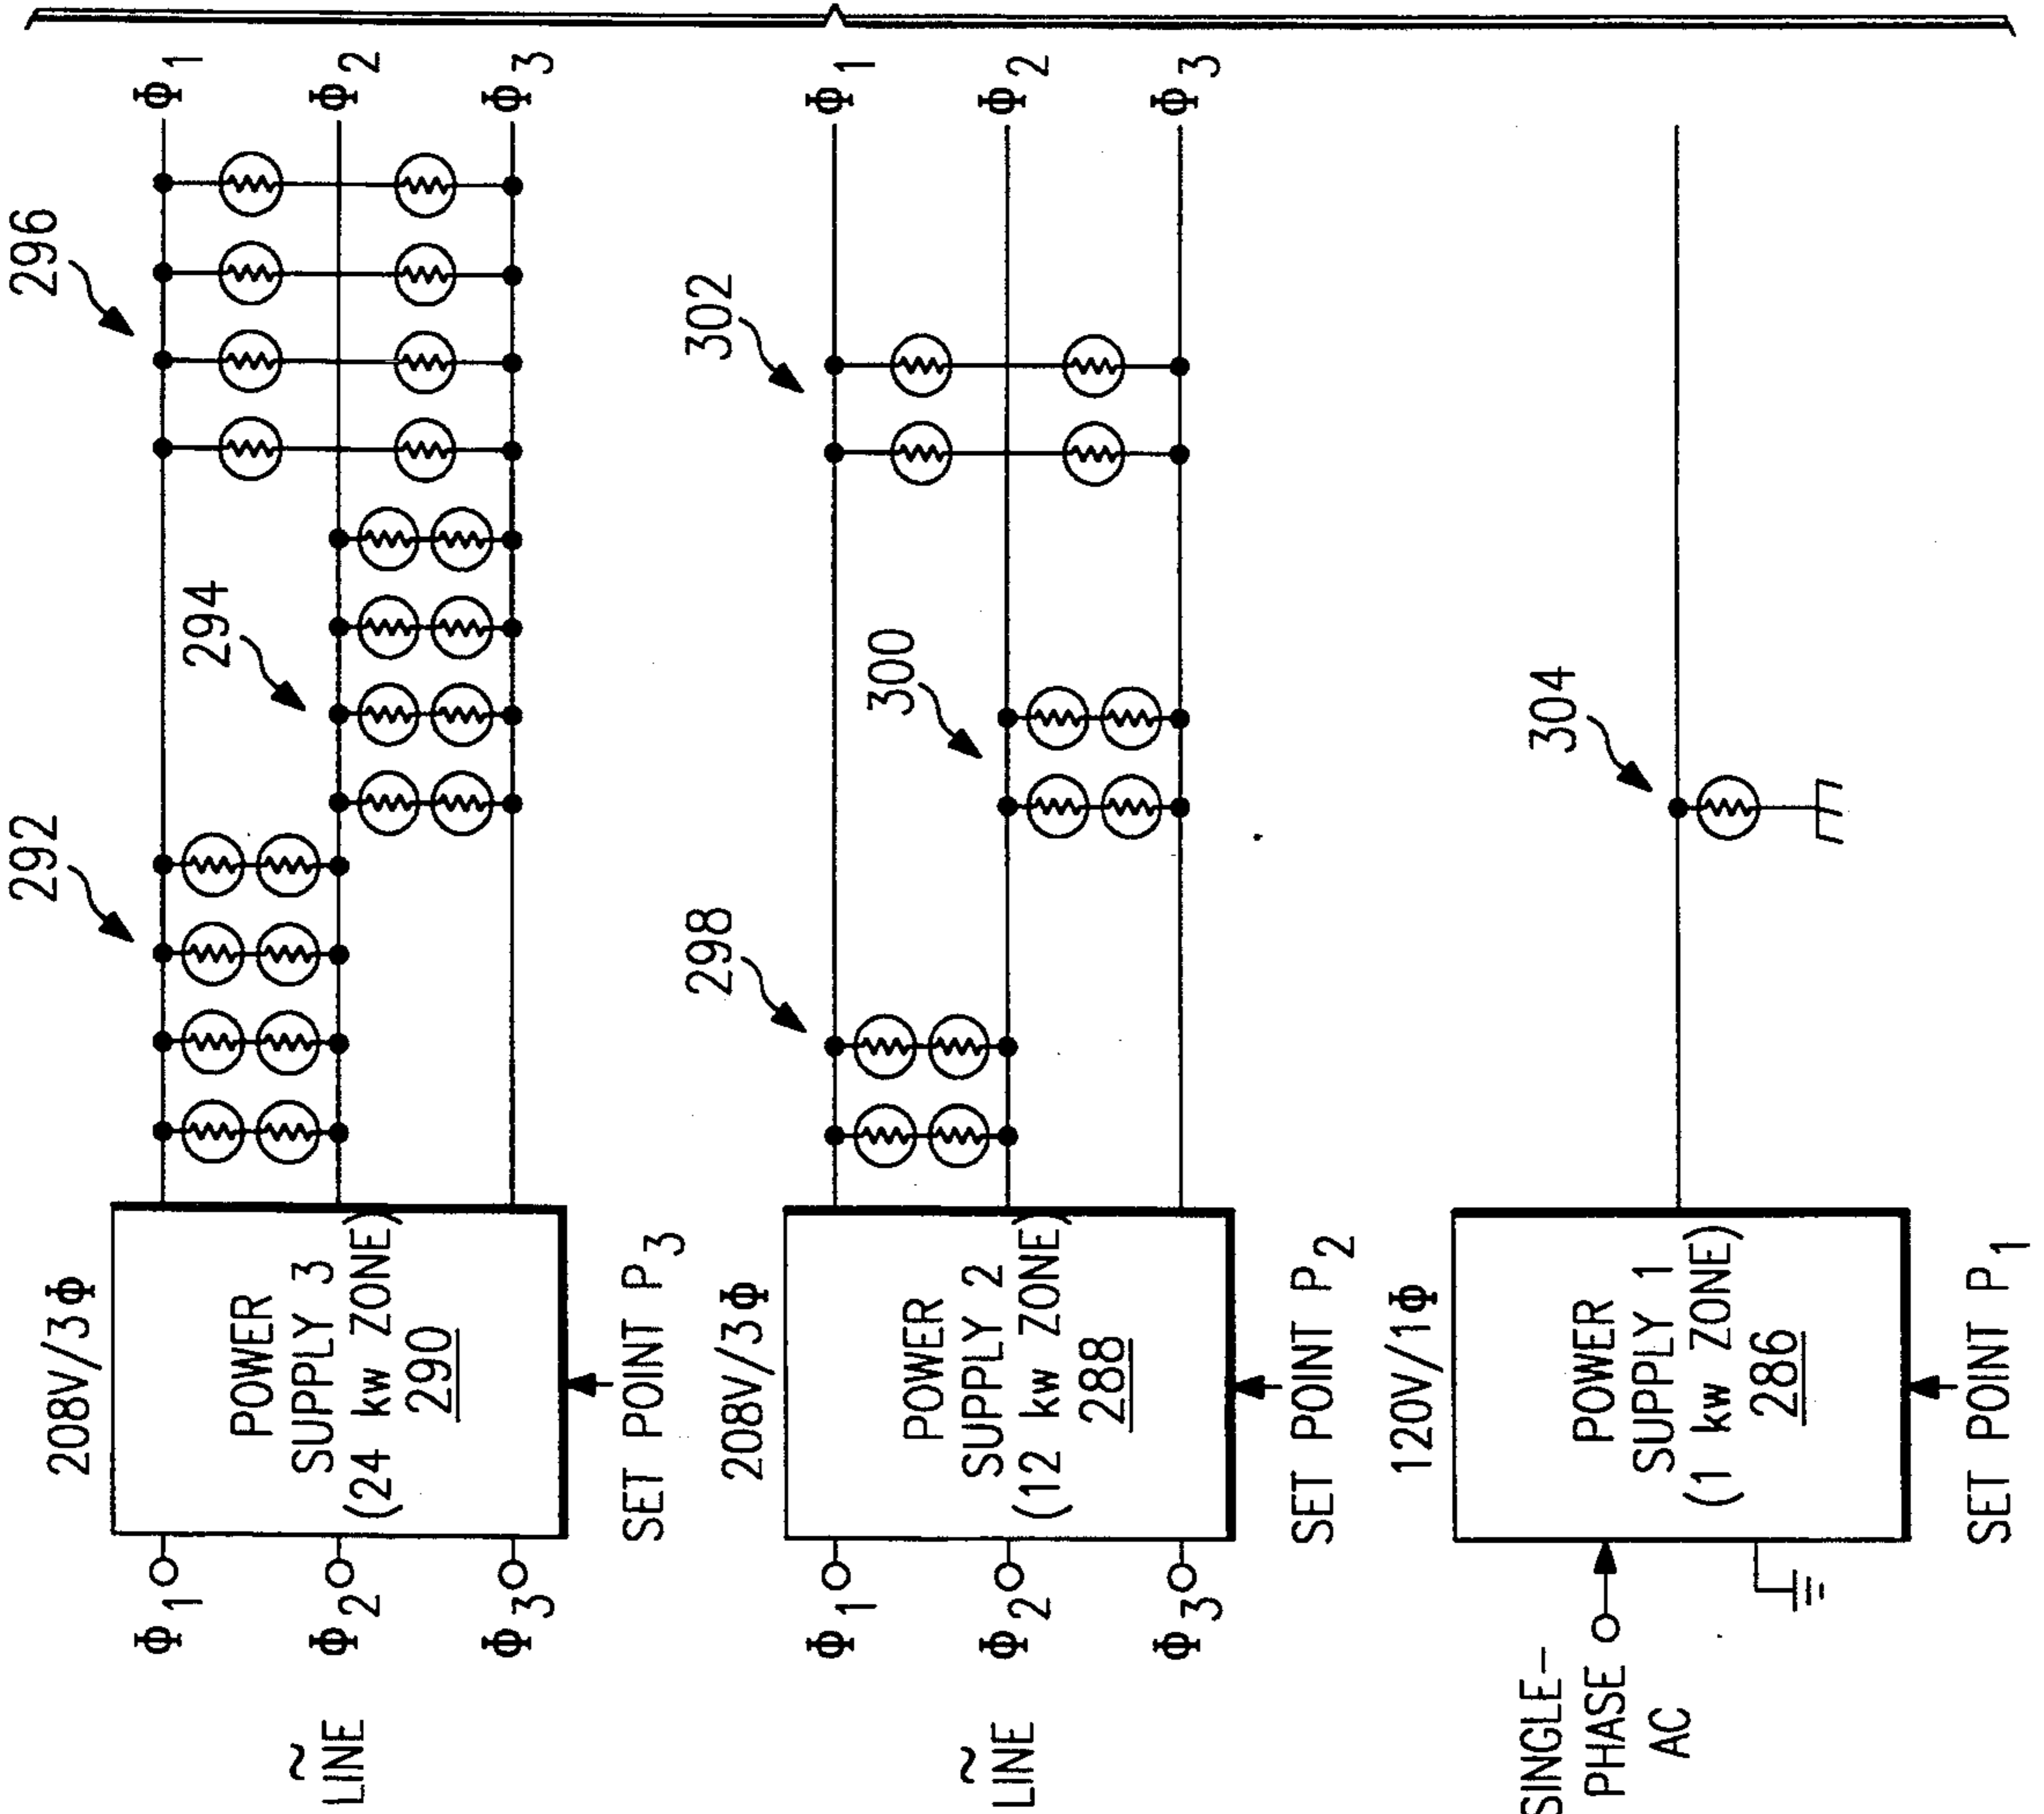 296
Φ1
Φ2
Φ3
292
294
208V/3Φ
POWER
SUPPLY 3
(24 kw ZONE)
290
SET POINT P3
Φ1
Φ2
Φ3
~
LINE
302
Φ1
Φ2
Φ3
298
300
208V/3Φ
POWER
SUPPLY 2
(12 kw ZONE)
288
SET POINT P2
Φ1
Φ2
Φ3
~
LINE
304
120V/1Φ
POWER
SUPPLY 1
(1 kw ZONE)
286
SET POINT P1
SINGLE-
PHASE
AC